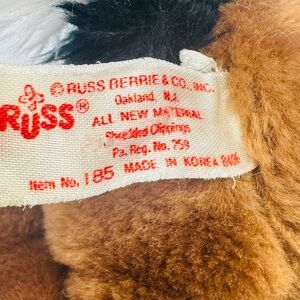 © RUSS BERRIE & CO., INC.
RUSS®
Oakland, N.J.
ALL NEW MATERIAL
Shredded Clippings
Pa. Reg. No. 259
Item No. 185 MADE IN KOREA